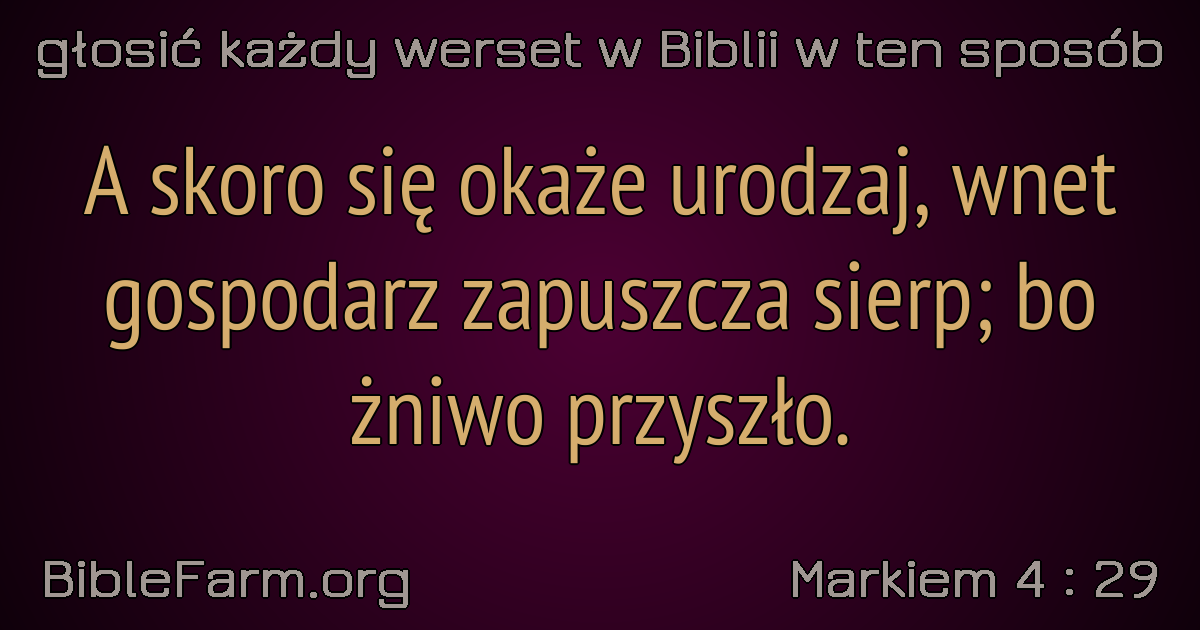 głosić każdy werset w Biblii w ten sposób
A skoro się okaże urodzaj, wnet
gospodarz zapuszcza sierp; bo
żniwo przyszło.
BibleFarm.org
Markiem 4 : 29